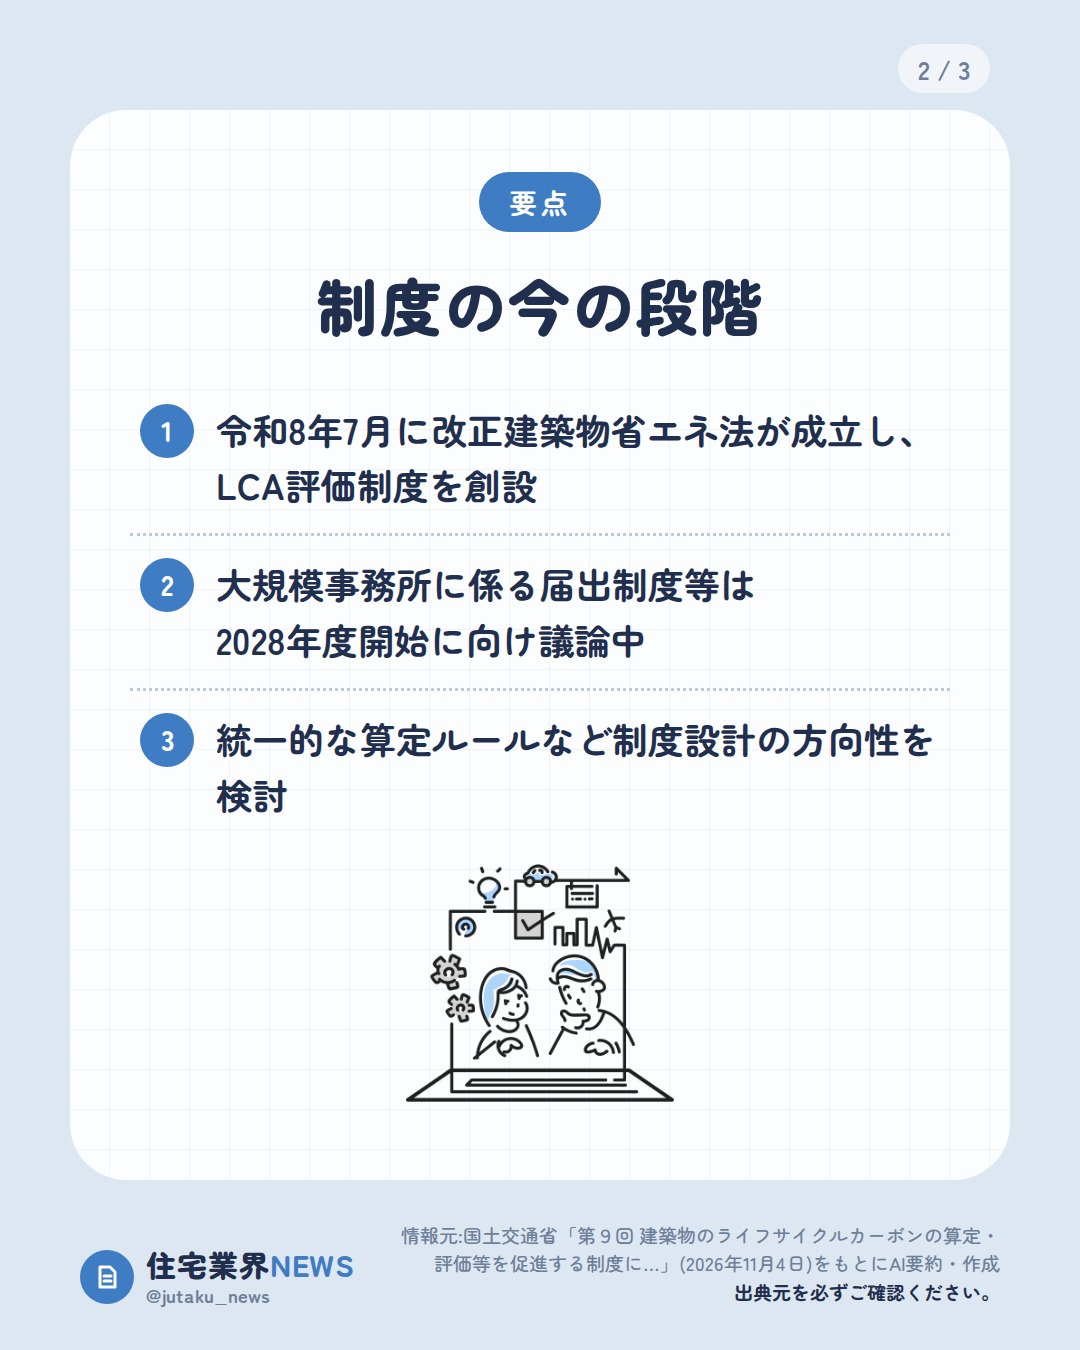 2 / 3
要点
制度の今の段階
1 令和8年7月に改正建築物省エネ法が成立し、
LCA評価制度を創設
2 大規模事務所に係る届出制度等は
2028年度開始に向け議論中
3 統一的な算定ルールなど制度設計の方向性を
検討
情報元:国土交通省「第９回 建築物のライフサイクルカーボンの算定・
評価等を促進する制度に…」(2026年11月4日)をもとにAI要約・作成
出典元を必ずご確認ください。
住宅業界NEWS
@jutaku_news